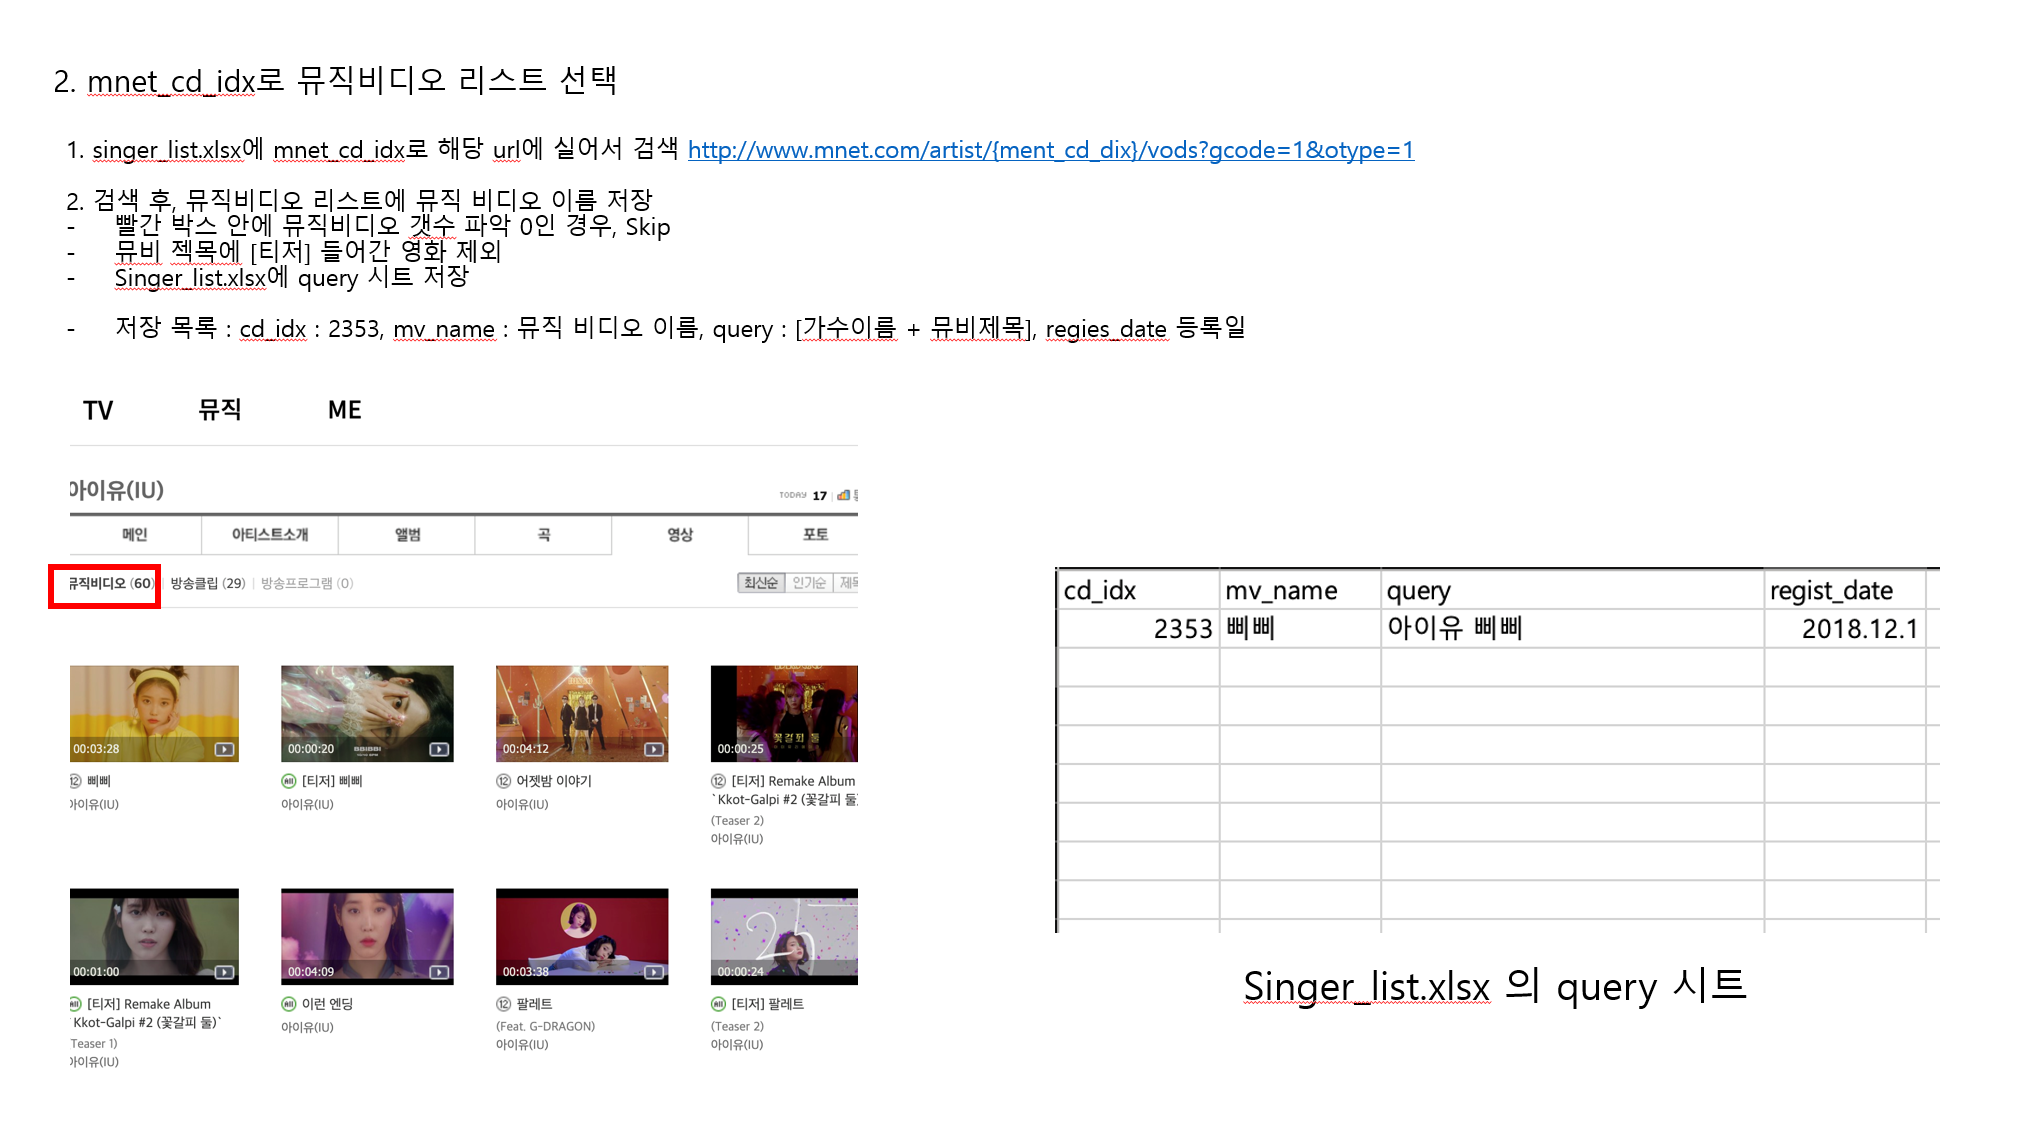 2. mnet_cd_idx로 뮤직비디오 리스트 선택
1. singer_list.xlsx에 mnet_cd_idx로 해당 url에 실어서 검색 http://www.mnet.com/artist/{ment_cd_dix}/vods?gcode=1&otype=1
2. 검색 후, 뮤직비디오 리스트에 뮤직 비디오 이름 저장
- 빨간 박스 안에 뮤직비디오 갯수 파악 0인 경우, Skip
- 뮤비 젝목에 [티저] 들어간 영화 제외
- Singer_list.xlsx에 query 시트 저장
- 저장 목록 : cd_idx : 2353, mv_name : 뮤직 비디오 이름, query : [가수이름 + 뮤비제목], regies_date 등록일
TV 뮤직 ME
아이유(IU)
TODAY 17
메인 아티스트소개 앨범 곡 영상 포토
뮤직비디오 (60) 방송클립 (29) 방송프로그램 (0) 최신순 인기순 제목
00:03:28 00:00:20 BBIBBI 00:04:12 00:00:25 꽃갈피 둘
12 삐삐
아이유(IU)
All [티저] 삐삐
아이유(IU)
12 어젯밤 이야기
아이유(IU)
12 [티저] Remake Album
`Kkot-Galpi #2 (꽃갈피 둘)
(Teaser 2)
아이유(IU)
00:01:00 00:04:09 00:03:38 00:00:24
All [티저] Remake Album
`Kkot-Galpi #2 (꽃갈피 둘)`
Teaser 1)
아이유(IU)
All 이런 엔딩
아이유(IU)
12 팔레트
(Feat. G-DRAGON)
아이유(IU)
All [티저] 팔레트
(Teaser 2)
아이유(IU)
cd_idx mv_name query regist_date
2353 삐삐 아이유 삐삐 2018.12.1
Singer_list.xlsx 의 query 시트